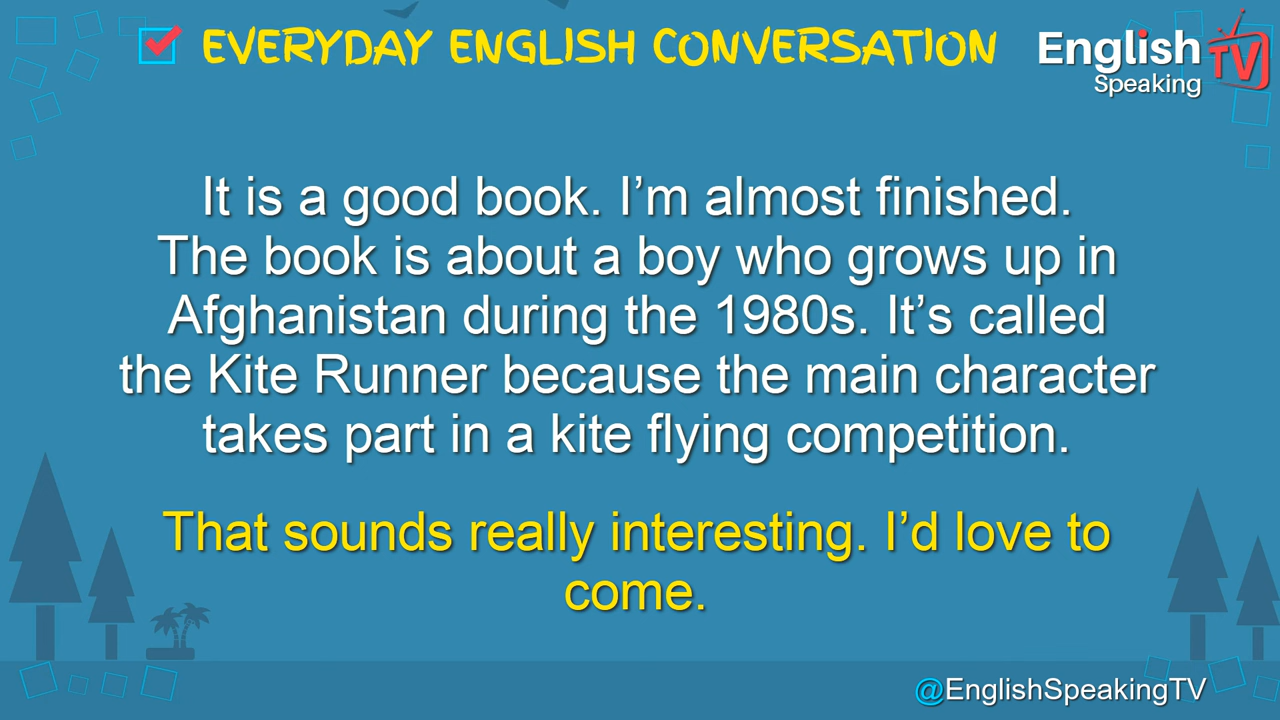 EVERYDAY ENGLISH CONVERSATION
English
Speaking
TV
It is a good book. I’m almost finished.
The book is about a boy who grows up in
Afghanistan during the 1980s. It’s called
the Kite Runner because the main character
takes part in a kite flying competition.
That sounds really interesting. I’d love to
come.
@EnglishSpeakingTV